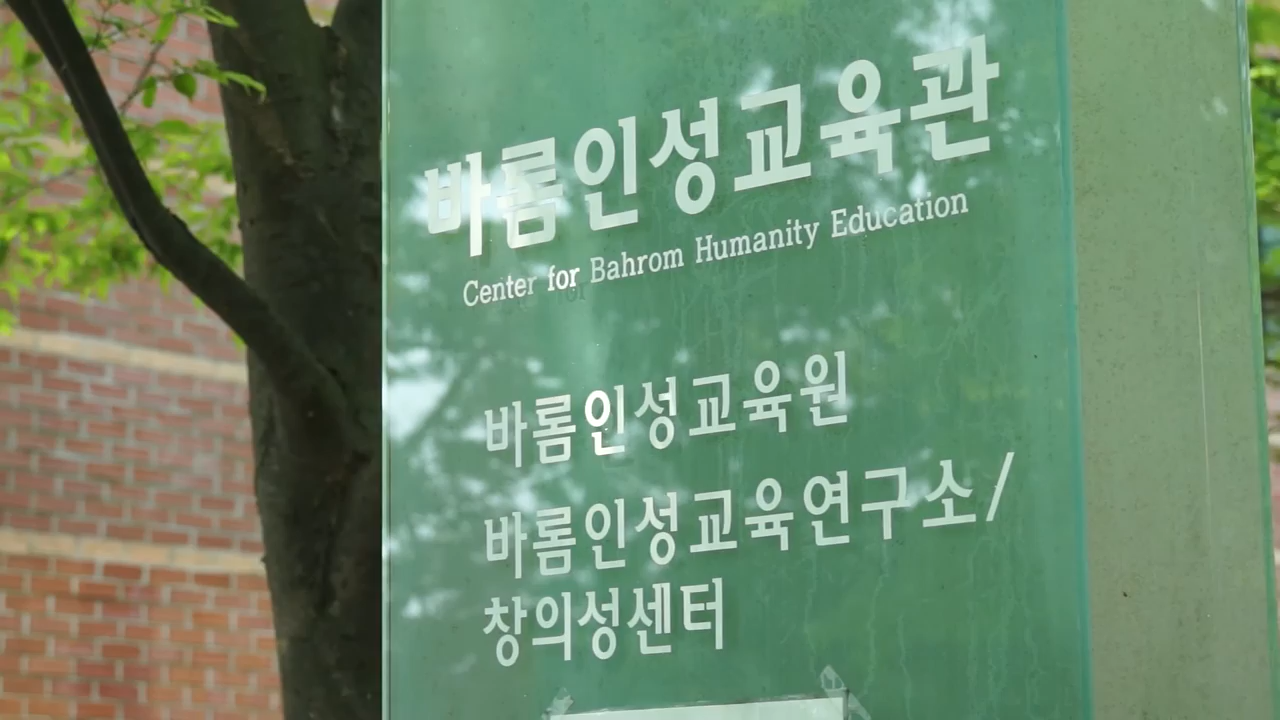 바롬인성교육관
Center for Bahrom Humanity Education
바롬인성교육원
바롬인성교육연구소/
창의성센터